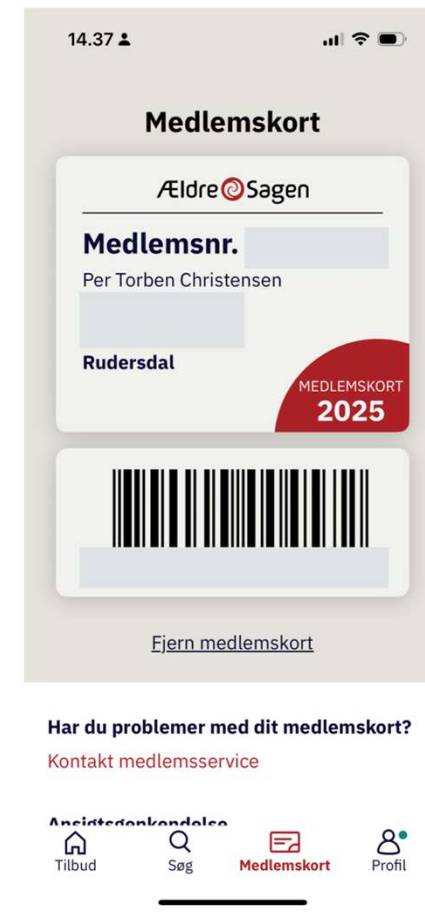 14.37
Medlemskort
ÆldreSagen
Medlemsnr.
Per Torben Christensen
Rudersdal
MEDLEMSKORT
2025
Fjern medlemskort
Har du problemer med dit medlemskort?
Kontakt medlemsservice
Ansigtsgenkendelse
Tilbud
Søg
Medlemskort
Profil